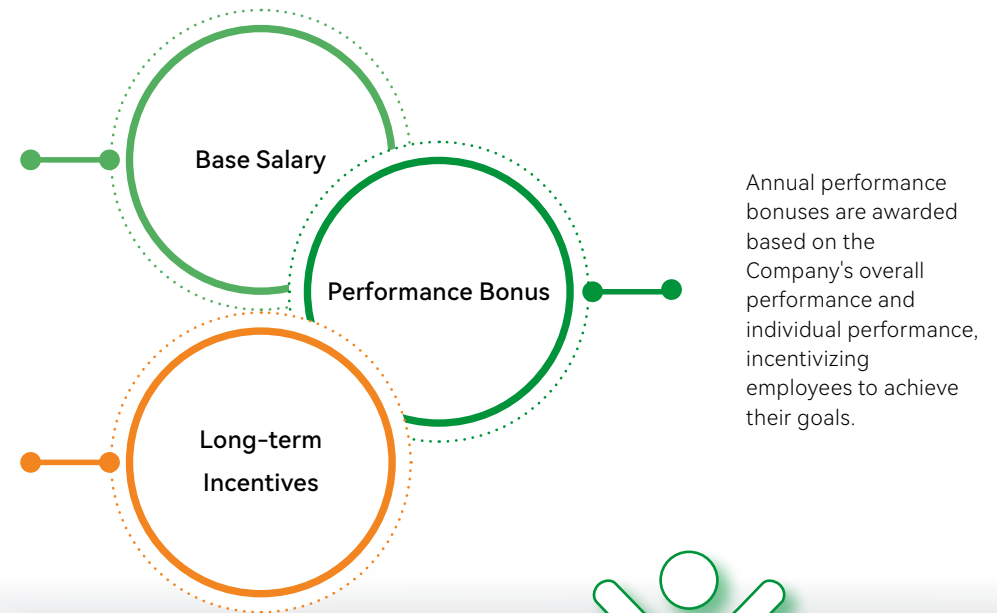 Base Salary
Performance Bonus
Long-term
Incentives
Annual performance
bonuses are awarded
based on the
Company's overall
performance and
individual performance,
incentivizing
employees to achieve
their goals.